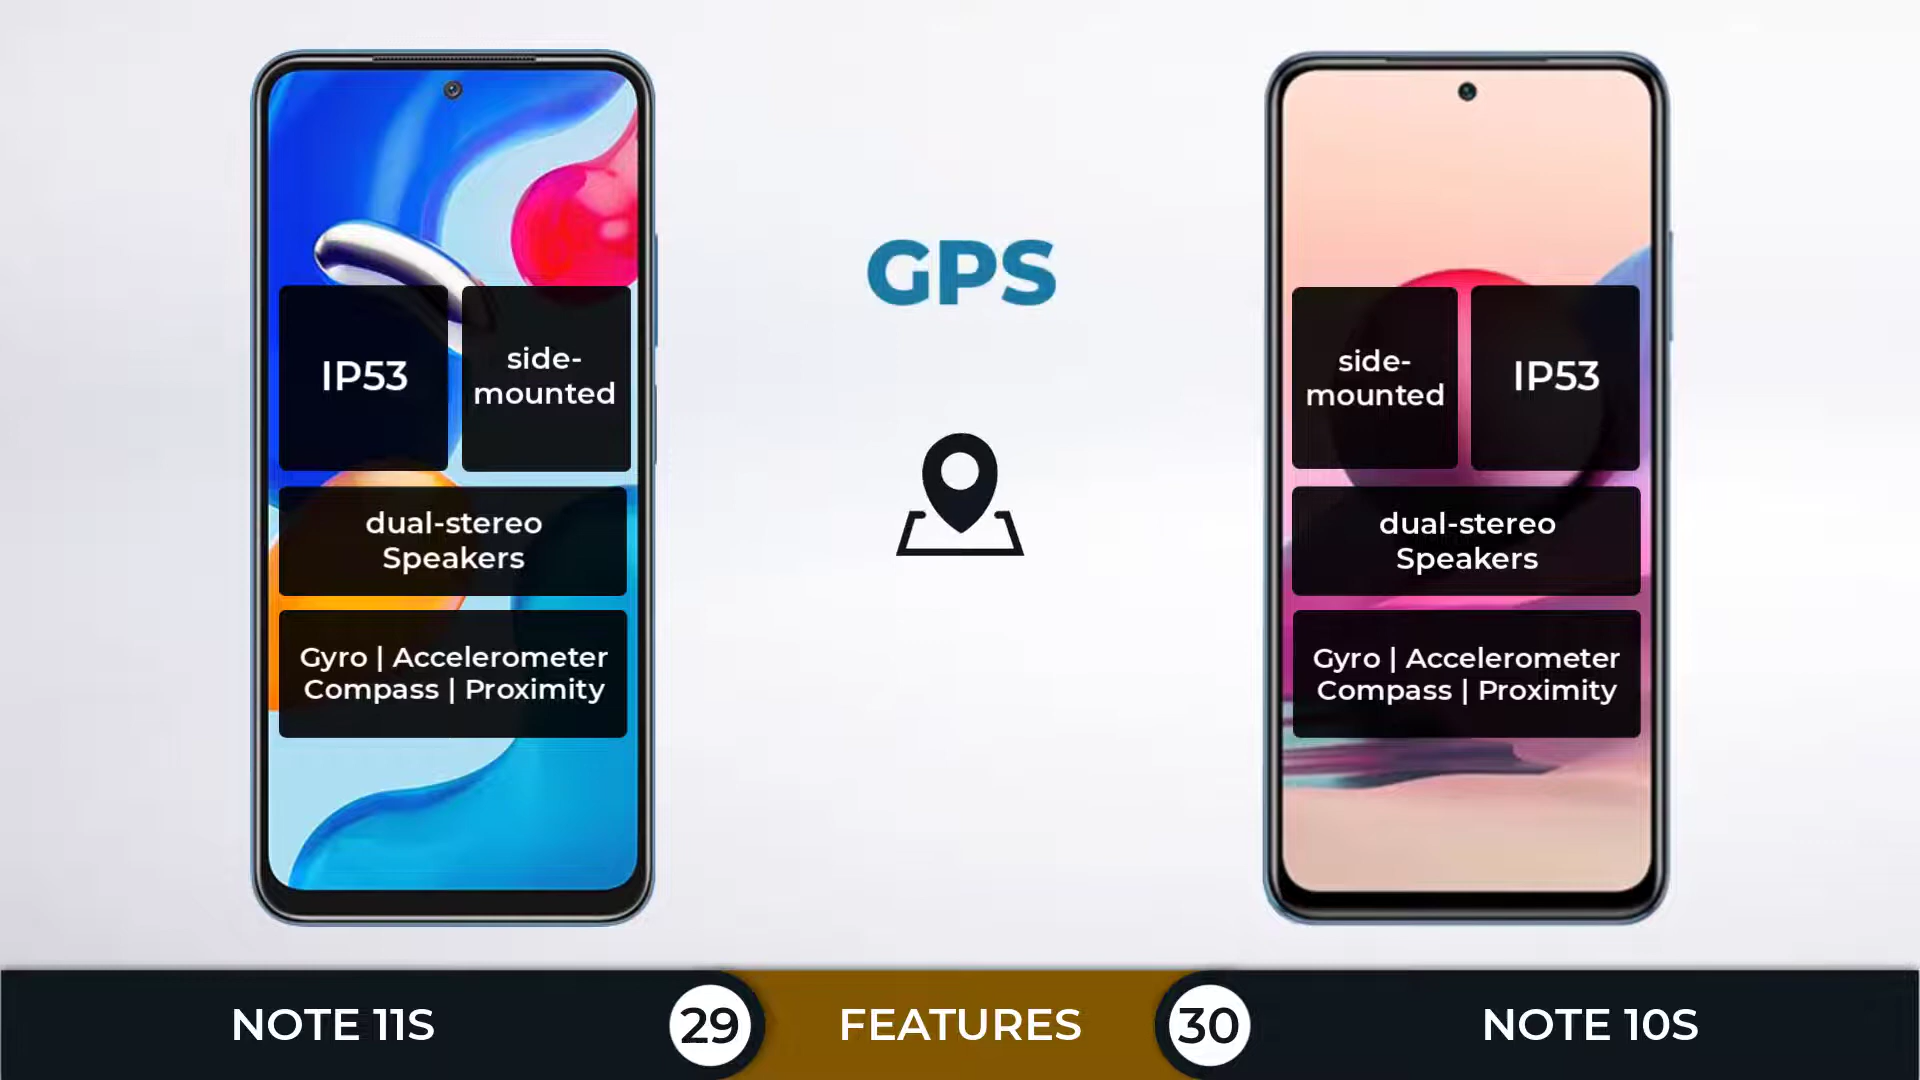 GPS
IP53
side-
mounted
dual-stereo
Speakers
Gyro | Accelerometer
Compass | Proximity
side-
mounted
IP53
dual-stereo
Speakers
Gyro | Accelerometer
Compass | Proximity
NOTE 11S
29
FEATURES
30
NOTE 10S